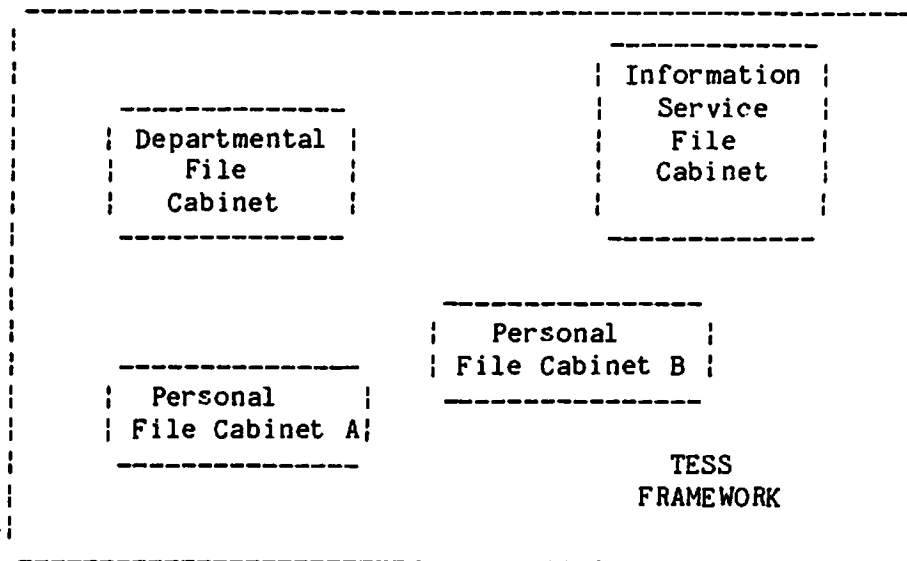 Information
Service
File
Cabinet
Departmental
File
Cabinet
Personal
File Cabinet B
Personal
File Cabinet A
TESS
FRAMEWORK